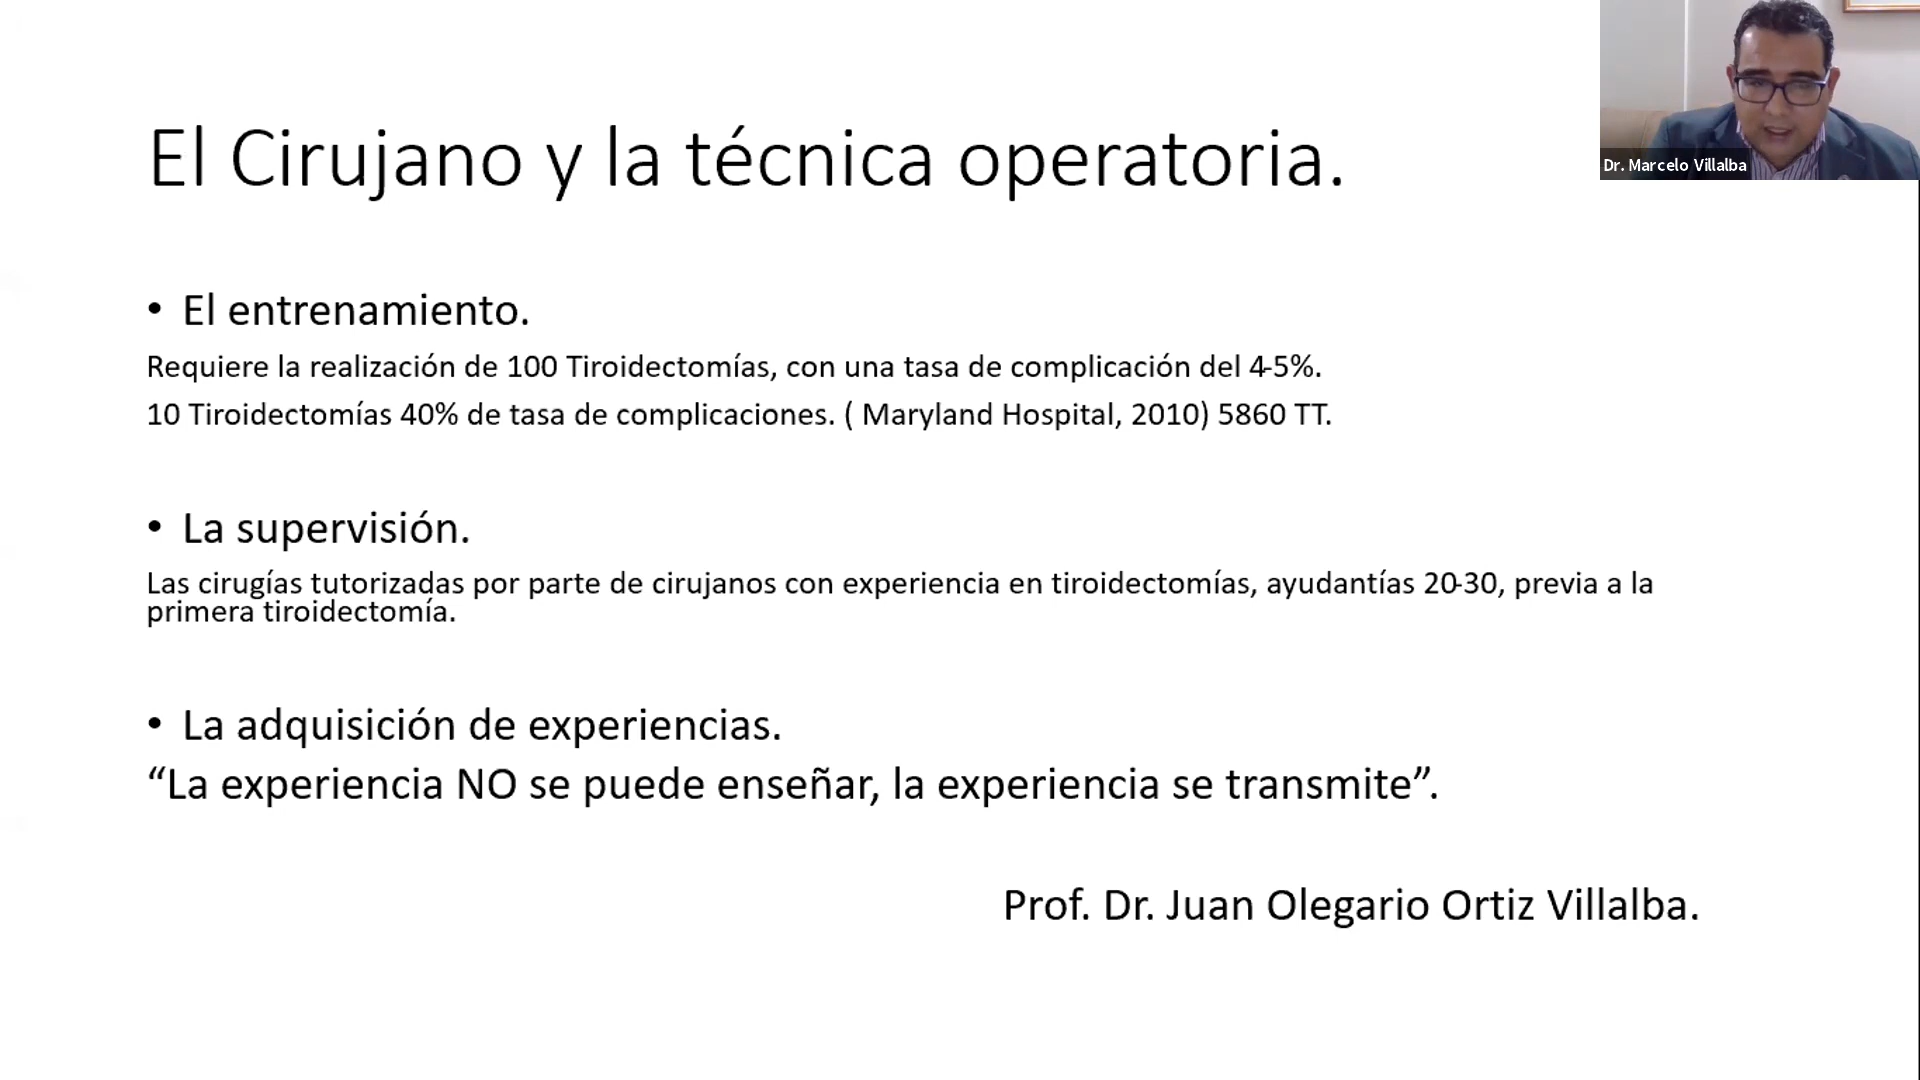 El Cirujano y la técnica operatoria.
Dr. Marcelo Villalba
• El entrenamiento.
Requiere la realización de 100 Tiroidectomías, con una tasa de complicación del 4-5%.
10 Tiroidectomías 40% de tasa de complicaciones. ( Maryland Hospital, 2010) 5860 TT.
• La supervisión.
Las cirugías tutorizadas por parte de cirujanos con experiencia en tiroidectomías, ayudantías 20-30, previa a la
primera tiroidectomía.
• La adquisición de experiencias.
“La experiencia NO se puede enseñar, la experiencia se transmite”.
Prof. Dr. Juan Olegario Ortiz Villalba.